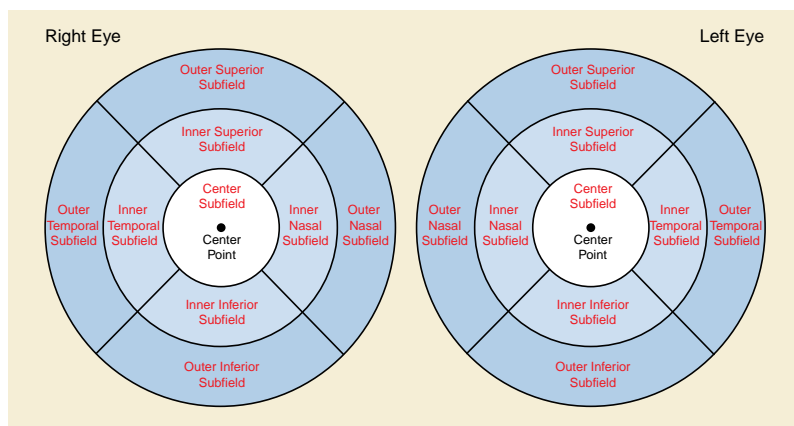 Right Eye
Left Eye
Outer Superior
Subfield
Inner Superior
Subfield
Center
Subfield
Outer
Temporal
Subfield
Inner
Temporal
Subfield
Center
Point
Inner
Nasal
Subfield
Outer
Nasal
Subfield
Inner Inferior
Subfield
Outer Inferior
Subfield
Outer Superior
Subfield
Inner Superior
Subfield
Center
Subfield
Outer
Nasal
Subfield
Inner
Nasal
Subfield
Center
Point
Inner
Temporal
Subfield
Outer
Temporal
Subfield
Inner Inferior
Subfield
Outer Inferior
Subfield